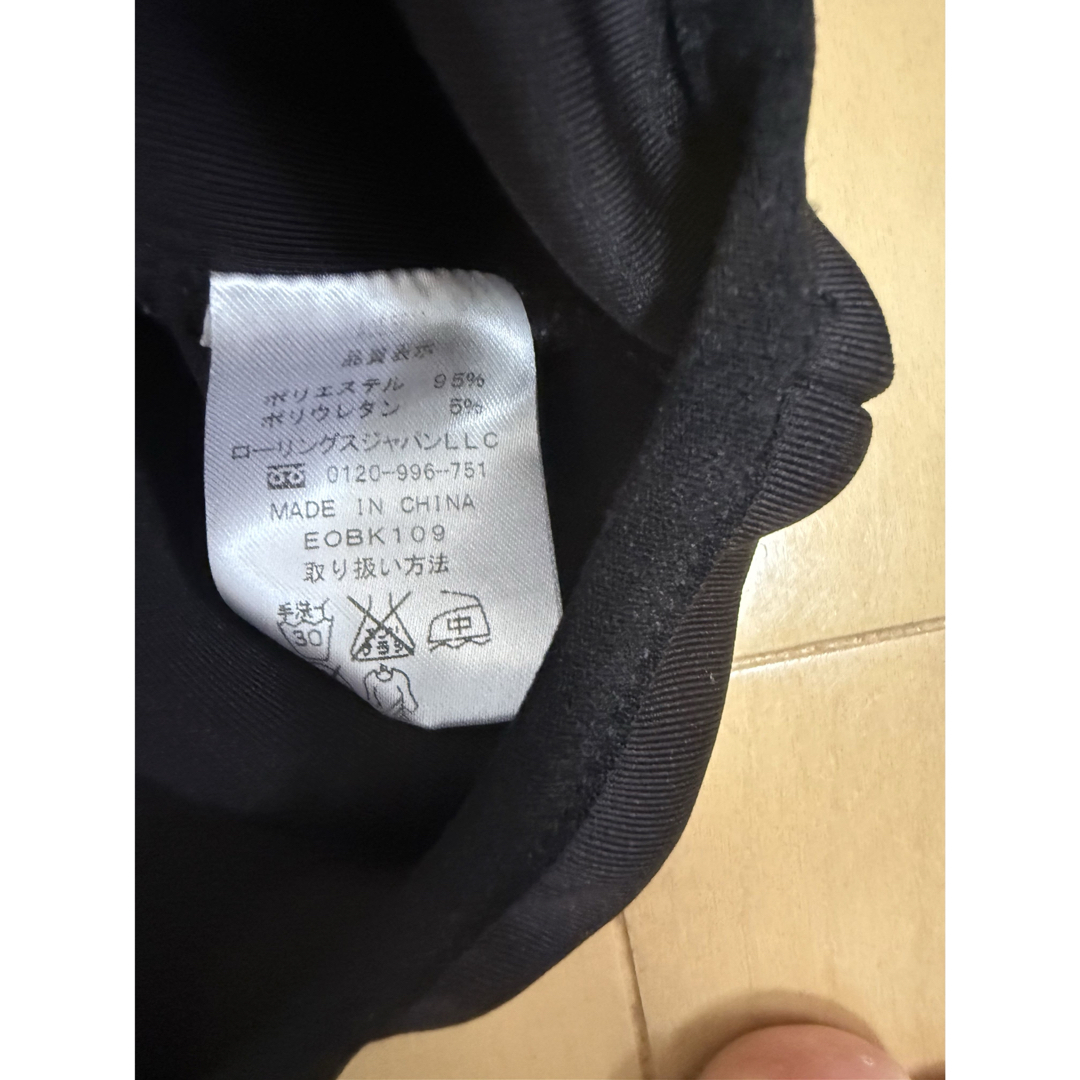 品質表示
ポリエステル 95%
ポリウレタン 5%
ローリングスジャパンLLC
0120-996-751
MADE IN CHINA
EOBK109
取り扱い方法
手洗イ
30
中